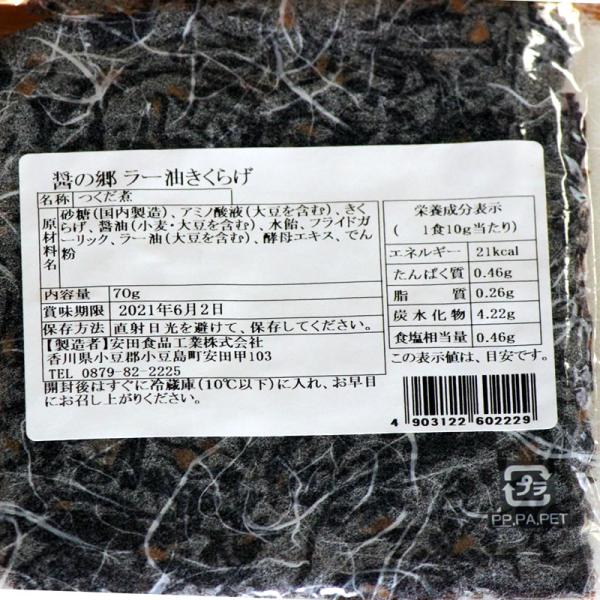 醤の郷 ラー油きくらげ
名称 つくだ煮
原材料名 砂糖(国内製造)、アミノ酸液(大豆を含む)、きく
らげ、醤油(小麦・大豆を含む)、水飴、フライドガ
ーリック、ラー油(大豆を含む)、酵母エキス、でん
粉
内容量 70g
賞味期限 2021年6月2日
保存方法 直射日光を避けて、保存してください。
【製造者】安田食品工業株式会社
香川県小豆郡小豆島町安田甲103
TEL 0879-82-2225
開封後はすぐに冷蔵庫(10℃以下)に入れ、お早目
にお召し上がりください。
栄養成分表示
( 1食10g当たり)
エネルギー 21kcal
たんぱく質 0.46g
脂質 0.26g
炭水化物 4.22g
食塩相当量 0.46g
この表示値は、目安です。
4 903122 602229
プラ
PP,PA,PET